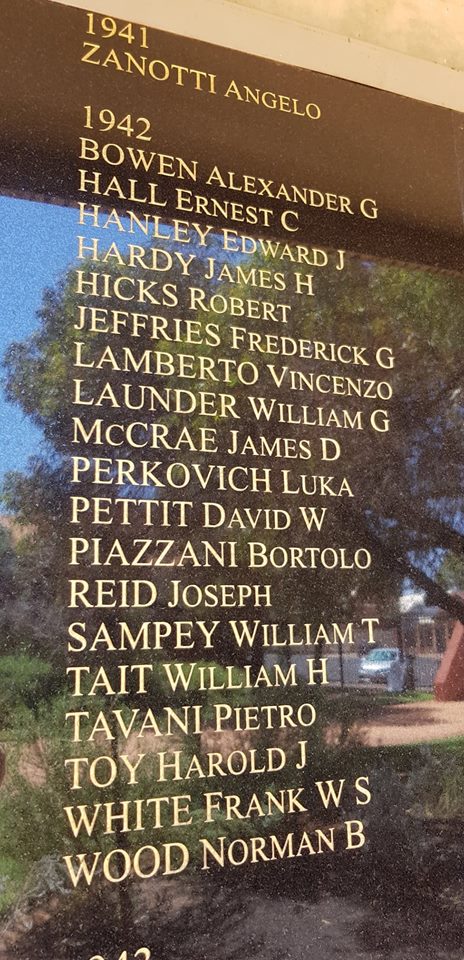 1941
ZANOTTI ANGELO
1942
BOWEN ALEXANDER G
HALL ERNEST C
HANLEY EDWARD J
HARDY JAMES H
HICKS ROBERT
JEFFRIES FREDERICK G
LAMBERTO VINCENZO
LAUNDER WILLIAM G
MCCRAE JAMES D
PERKOVICH LUKA
PETTIT DAVID W
PIAZZANI BORTOLO
REID JOSEPH
SAMPEY WILLIAM T
TAIT WILLIAM H
TAVANI PIETRO
TOY HAROLD J
WHITE FRANK W S
WOOD NORMAN B